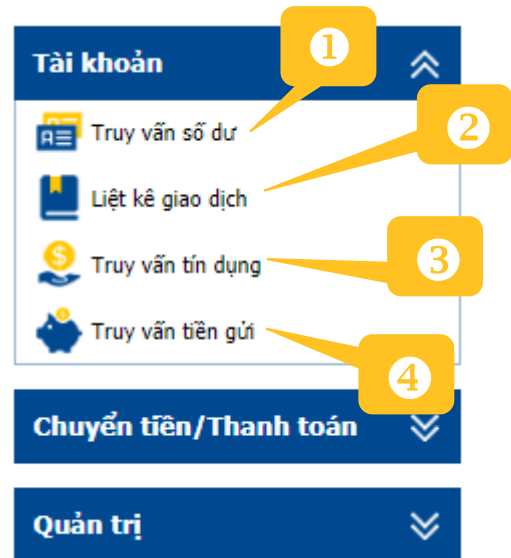 Tài khoản
1
Truy vấn số dư
2
Liệt kê giao dịch
Truy vấn tín dụng
3
Truy vấn tiền gửi
4
Chuyển tiền/Thanh toán
Quản trị